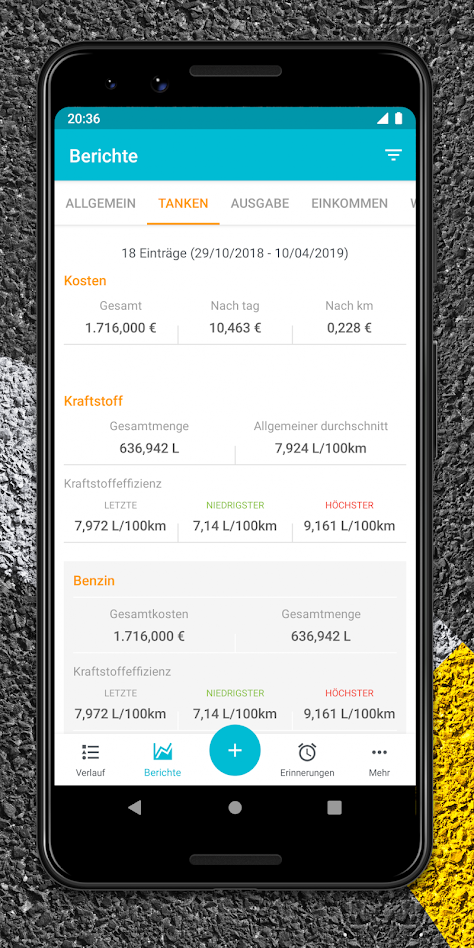 20:36
Berichte
ALLGEMEIN TANKEN AUSGABE EINKOMMEN
18 Einträge (29/10/2018 - 10/04/2019)
Kosten
Gesamt Nach tag Nach km
1.716,000 € 10,463 € 0,228 €
Kraftstoff
Gesamtmenge Allgemeiner durchschnitt
636,942 L 7,924 L/100km
Kraftstoffeffizienz
LETZTE NIEDRIGSTER HÖCHSTER
7,972 L/100km 7,14 L/100km 9,161 L/100km
Benzin
Gesamtkosten Gesamtmenge
1.716,000 € 636,942 L
Kraftstoffeffizienz
LETZTE NIEDRIGSTER HÖCHSTER
7,972 L/100km 7,14 L/100km 9,161 L/100km
Verlauf Berichte Erinnerungen Mehr